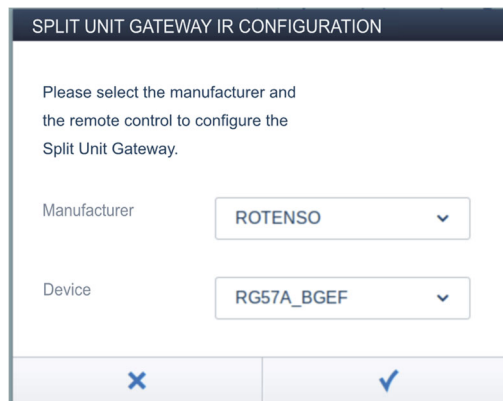 SPLIT UNIT GATEWAY IR CONFIGURATION
Please select the manufacturer and
the remote control to configure the
Split Unit Gateway.
Manufacturer
ROTENSO
Device
RG57A_BGEF